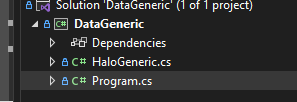 Solution 'DataGeneric' (1 of 1 project)
C# DataGeneric
Dependencies
C# HaloGeneric.cs
C# Program.cs